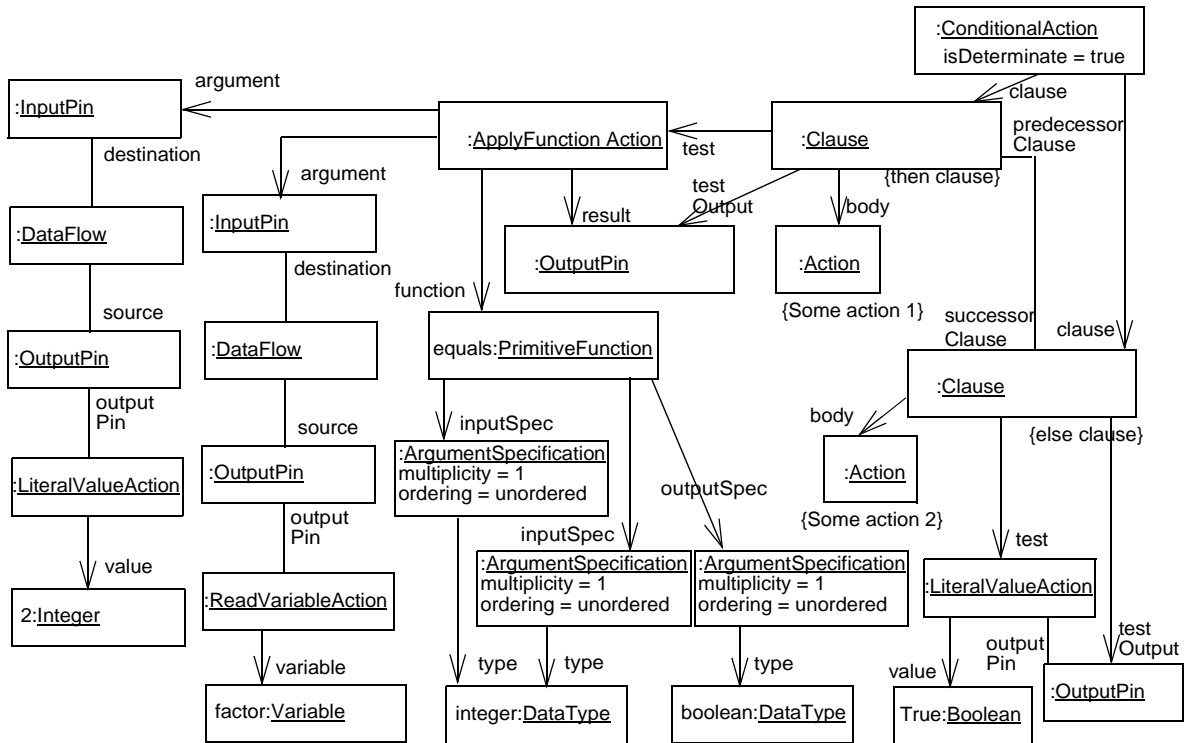 :ConditionalAction
isDeterminate = true
argument
clause
:InputPin
:ApplyFunction Action
test
:Clause
predecessor
Clause
{then clause}
destination
argument
test
Output
result
body
:InputPin
:DataFlow
:OutputPin
:Action
destination
function
{Some action 1}
source
successor
Clause
clause
:OutputPin
:DataFlow
equals:PrimitiveFunction
:Clause
output
Pin
source
inputSpec
body
{else clause}
:LiteralValueAction
:OutputPin
:ArgumentSpecification
multiplicity = 1
ordering = unordered
outputSpec
:Action
{Some action 2}
output
Pin
inputSpec
test
value
:ArgumentSpecification
multiplicity = 1
ordering = unordered
:ArgumentSpecification
multiplicity = 1
ordering = unordered
2:Integer
:ReadVariableAction
:LiteralValueAction
output
Pin
test
Output
variable
type
type
type
value
factor:Variable
integer:DataType
boolean:DataType
True:Boolean
:OutputPin